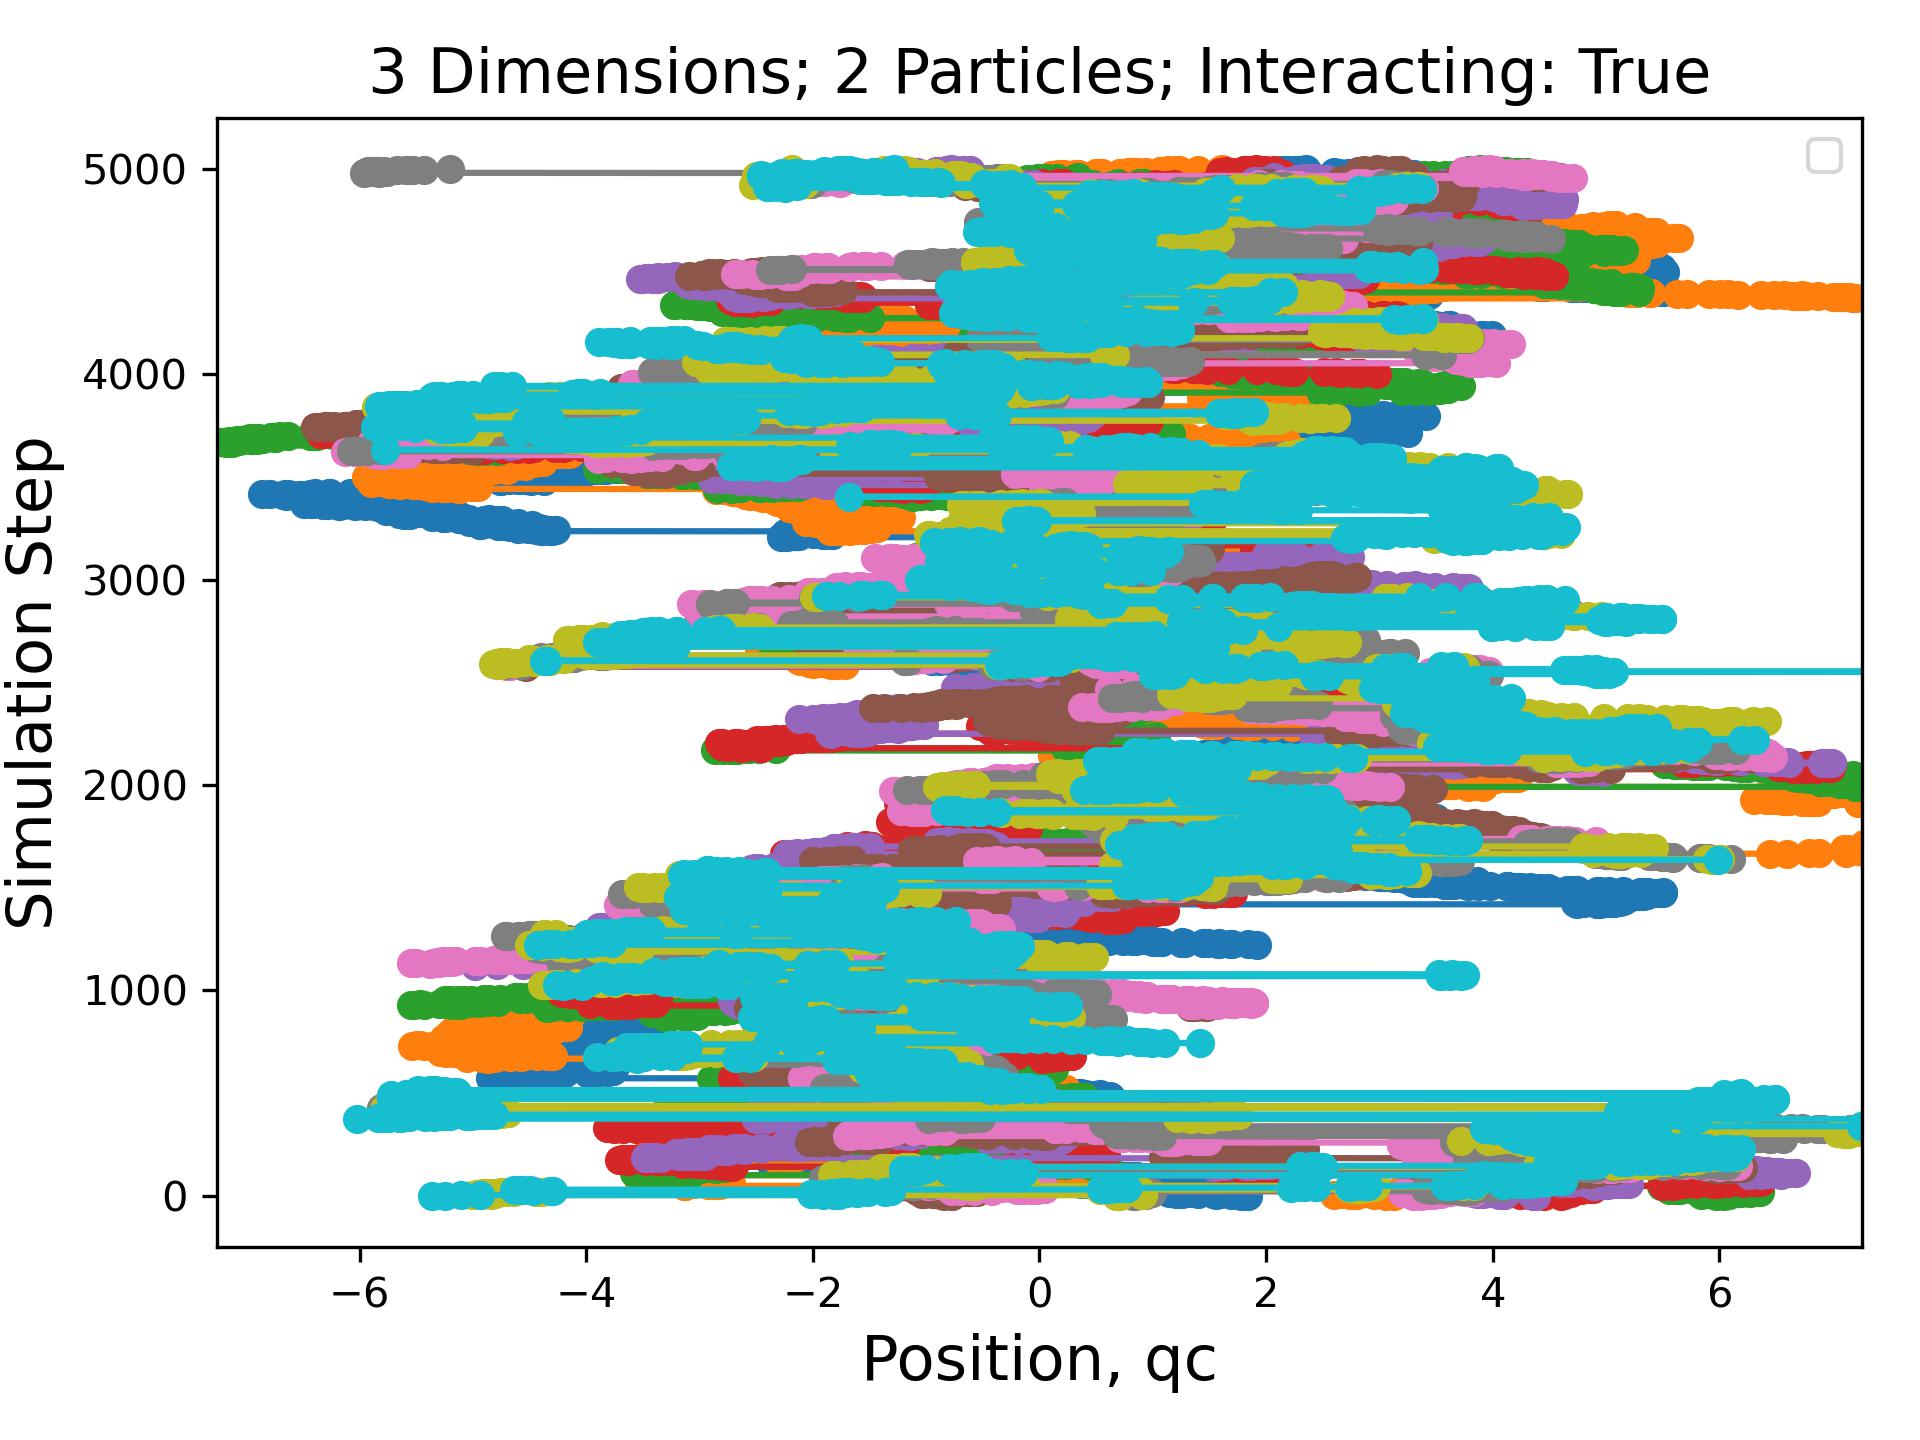 3 Dimensions; 2 Particles; Interacting: True
Simulation Step
5000
4000
3000
2000
1000
0
−6 −4 −2 0 2 4 6
Position, qc